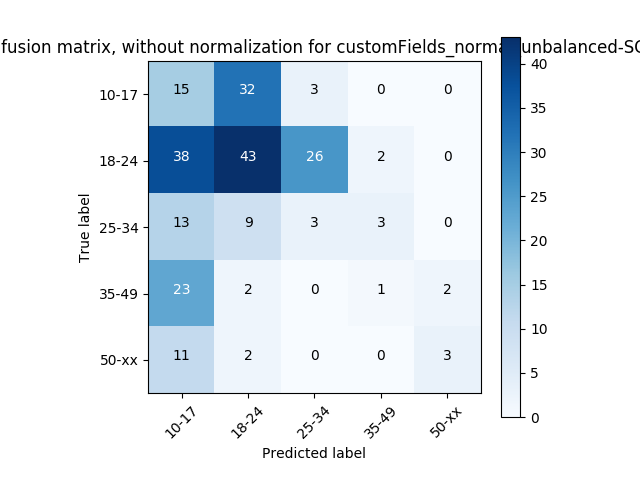 fusion matrix, without normalization for customFields_norma unbalanced-SC
10-17 15 32 3 0 0
18-24 38 43 26 2 0
25-34 13 9 3 3 0
35-49 23 2 0 1 2
50-xx 11 2 0 0 3
True label
10-17 18-24 25-34 35-49 50-xx
Predicted label
40
35
30
25
20
15
10
5
0